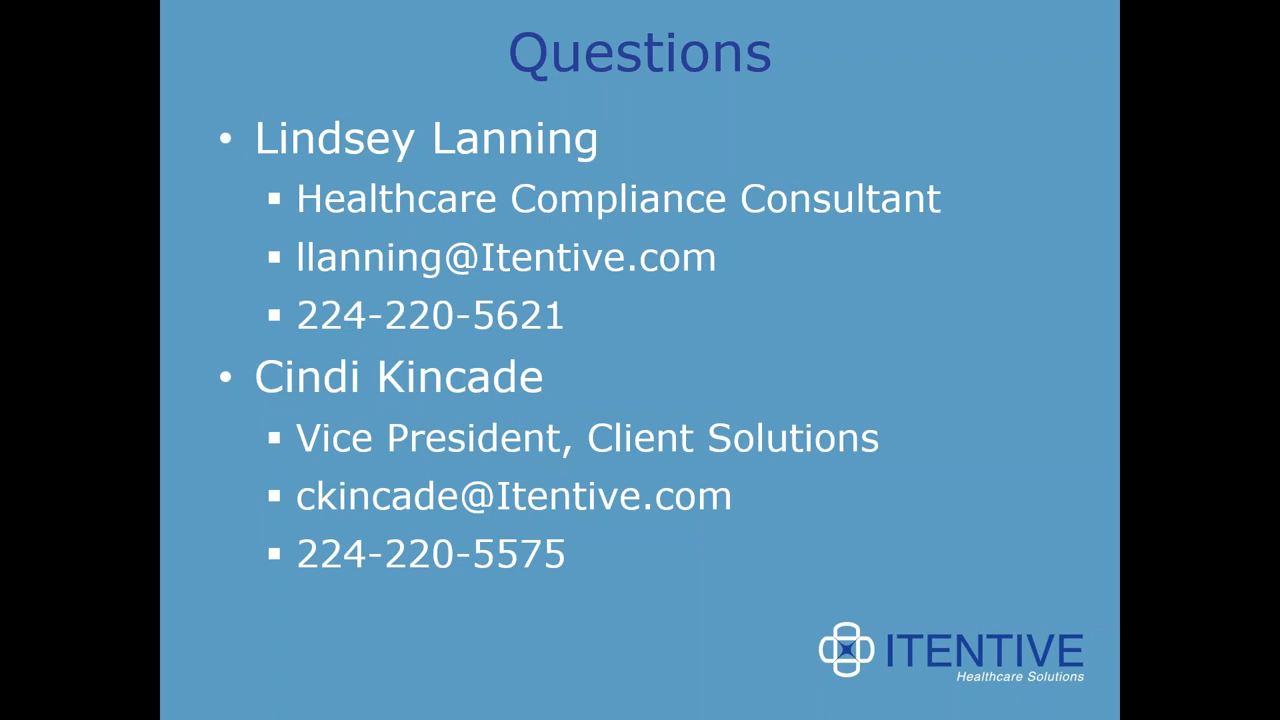 Questions
• Lindsey Lanning
▪ Healthcare Compliance Consultant
▪ llanning@Itentive.com
▪ 224-220-5621
• Cindi Kincade
▪ Vice President, Client Solutions
▪ ckincade@Itentive.com
▪ 224-220-5575
ITENTIVE
Healthcare Solutions